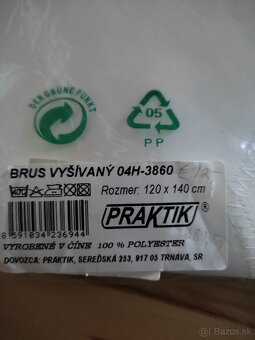 DER GRÜNE PUNKT
05
PP
BRUS VYŠÍVANÝ 04H-3860
Rozmer: 120 x 140 cm
PRAKTIK®
8 591834 236944
VYROBENÉ V ČÍNE 100 % POLYESTER
DOVOZCA: PRAKTIK, SEREĎSKÁ 253, 917 05 TRNAVA, SR
Bazoš.sk